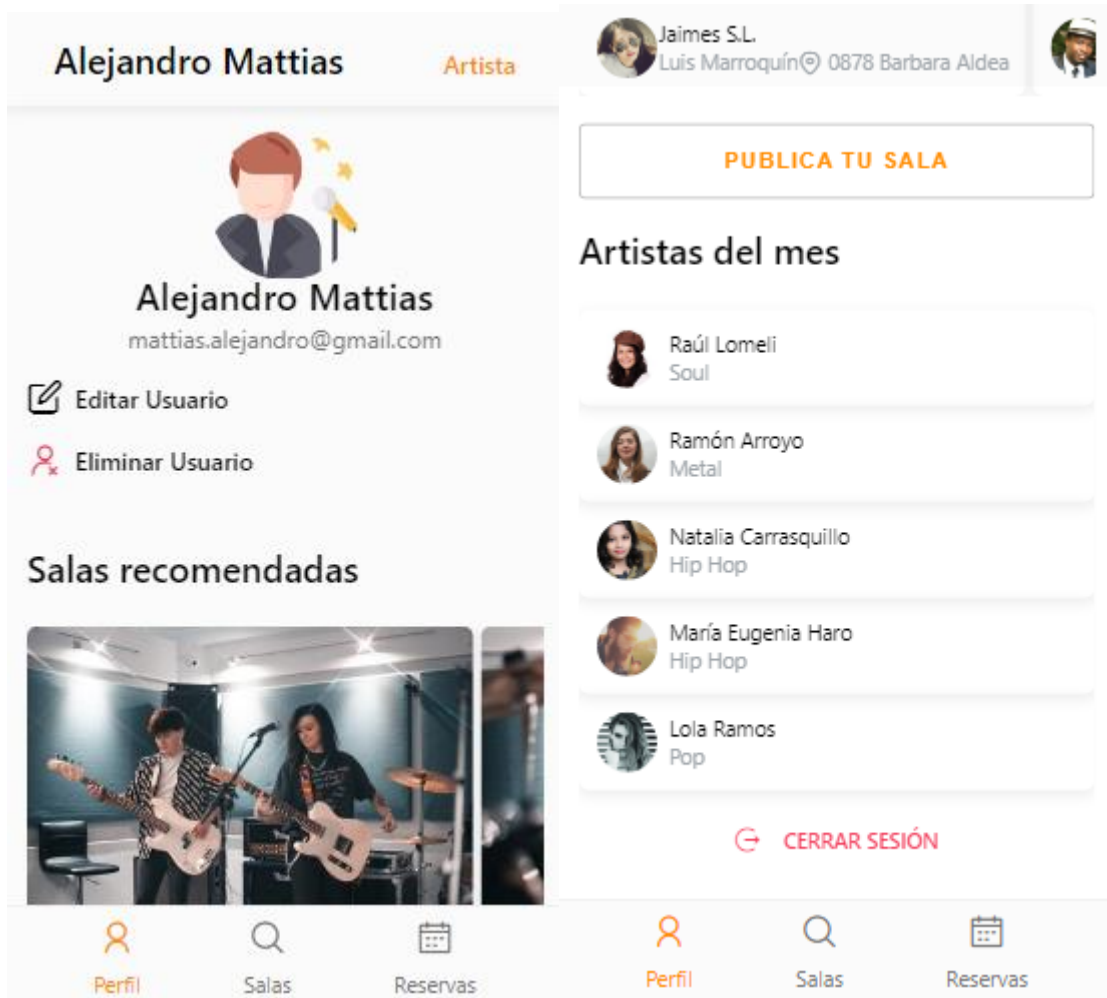 Alejandro Mattias
Artista
Alejandro Mattias
mattias.alejandro@gmail.com
Editar Usuario
Eliminar Usuario
Salas recomendadas
Perfil
Salas
Reservas
Jaimes S.L.
Luis Marroquín 0878 Barbara Aldea
PUBLICA TU SALA
Artistas del mes
Raúl Lomeli
Soul
Ramón Arroyo
Metal
Natalia Carrasquillo
Hip Hop
María Eugenia Haro
Hip Hop
Lola Ramos
Pop
CERRAR SESIÓN
Perfil
Salas
Reservas